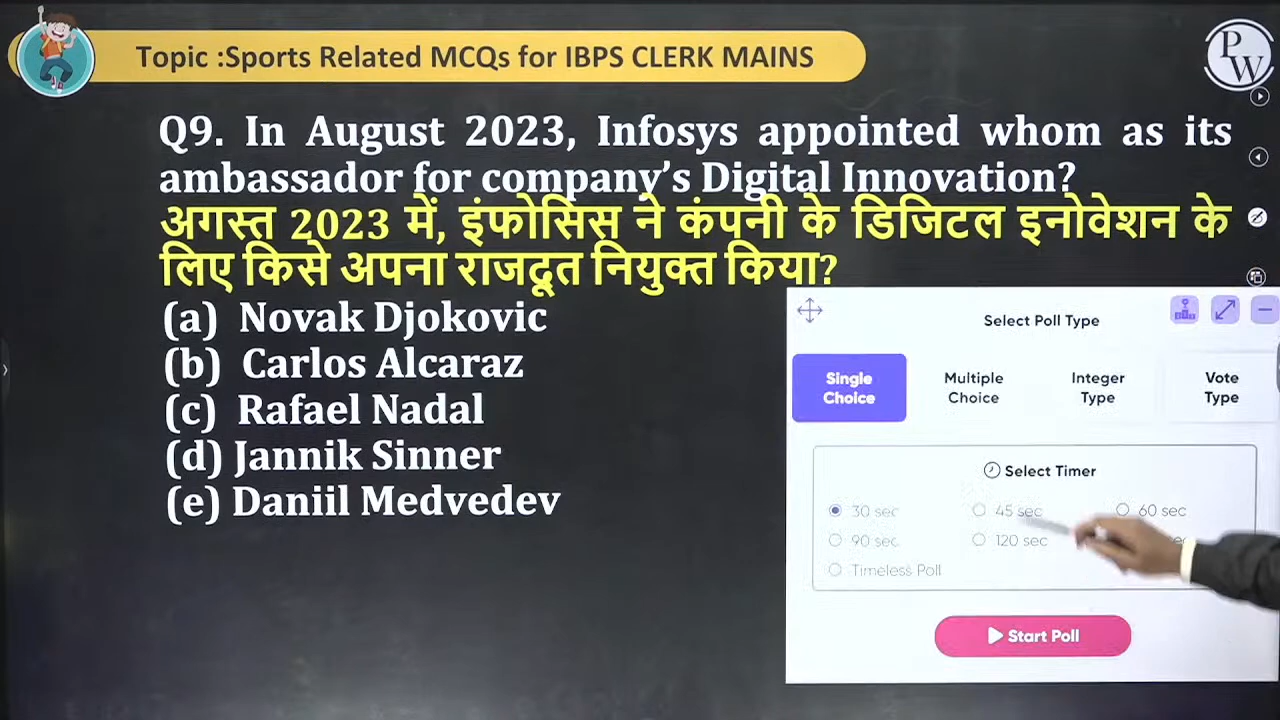 Topic :Sports Related MCQs for IBPS CLERK MAINS
PW
Q9. In August 2023, Infosys appointed whom as its
ambassador for company's Digital Innovation?
अगस्त 2023 में, इंफोसिस ने कंपनी के डिजिटल इनोवेशन के
लिए किसे अपना राजदूत नियुक्त किया?
(a) Novak Djokovic
(b) Carlos Alcaraz
(c) Rafael Nadal
(d) Jannik Sinner
(e) Daniil Medvedev
Select Poll Type
Single Choice
Multiple Choice
Integer Type
Vote Type
Select Timer
30 sec
45 sec
60 sec
90 sec
120 sec
Timeless Poll
Start Poll